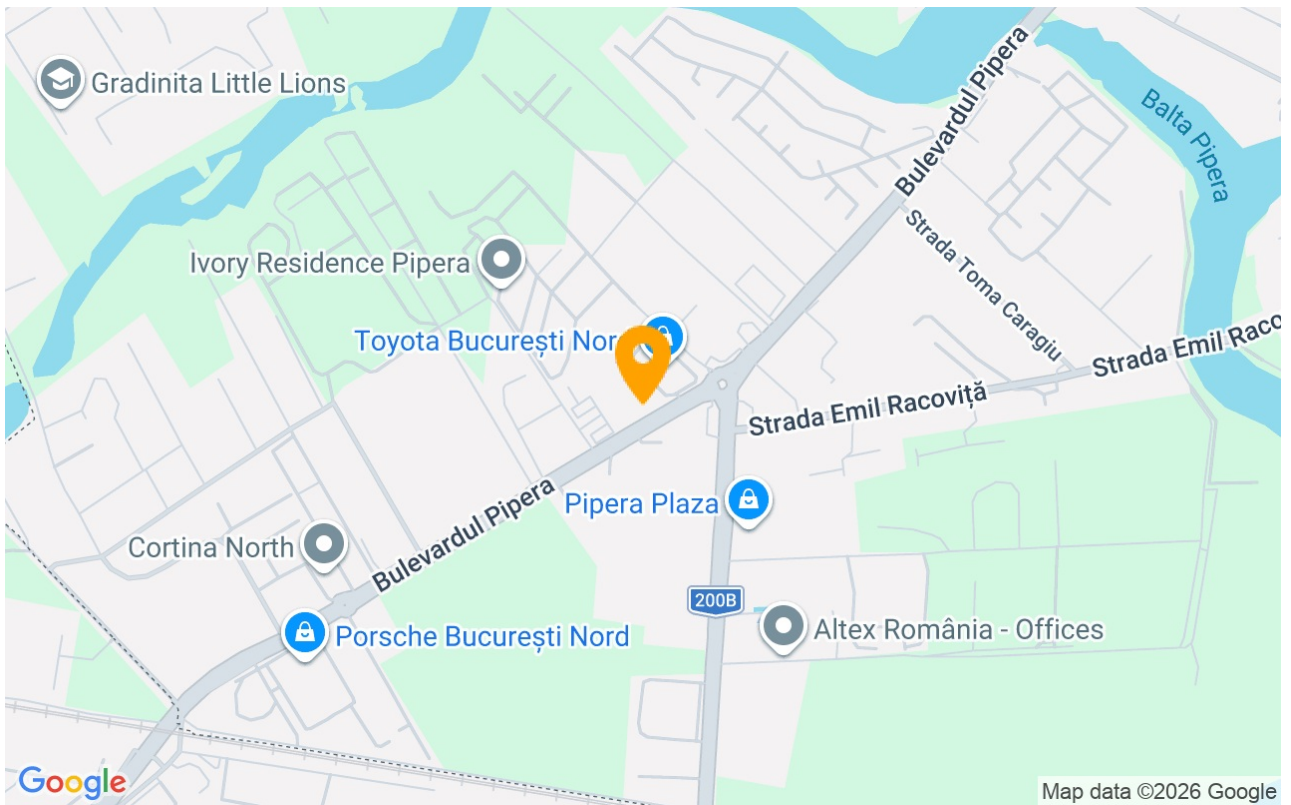 Gradinita Little Lions
Bulevardul Pipera
Balta Pipera
Ivory Residence Pipera
Strada Toma Caragiu
Toyota București Nor
Strada Emil Raco
Strada Emil Racoviță
Pipera Plaza
Bulevardul Pipera
Cortina North
200B
Altex România - Offices
Porsche București Nord
Google
Map data ©2026 Google